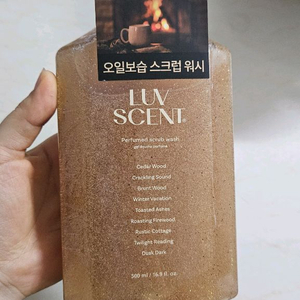 오일보습 스크럽 워시
LUV
SCENT
Perfumed scrub wash
Cedar Wood
Crackling Sound
Burnt Wood
Winter Vacation
Toasted Ashes
Roasting Firewood
Rustic Cottage
Twilight Reading
Dusk Dark
500 ml / 16.9 fl. oz